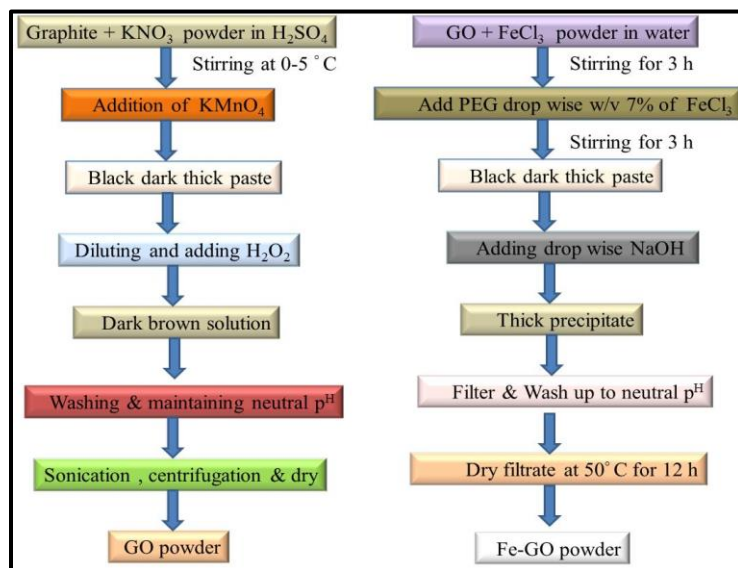 Graphite + KNO₃ powder in H₂SO₄
Stirring at 0-5 °C
Addition of KMnO₄
Black dark thick paste
Diluting and adding H₂O₂
Dark brown solution
Washing & maintaining neutral pᴴ
Sonication , centrifugation & dry
GO powder
GO + FeCl₃ powder in water
Stirring for 3 h
Add PEG drop wise w/v 7% of FeCl₃
Stirring for 3 h
Black dark thick paste
Adding drop wise NaOH
Thick precipitate
Filter & Wash up to neutral pᴴ
Dry filtrate at 50°C for 12 h
Fe-GO powder